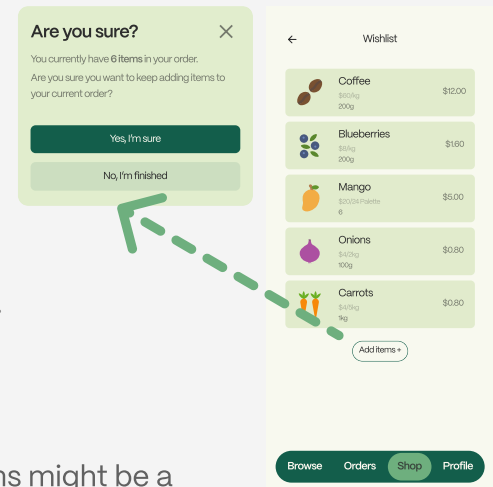 Are you sure?
You currently have 6 items in your order.
Are you sure you want to keep adding items to
your current order?
Yes, I'm sure
No, I'm finished
Wishlist
Coffee
$60/kg
200g
$12.00
Blueberries
$8/kg
200g
$1.60
Mango
$20/24 Palette
6
$5.00
Onions
$4/2kg
100g
$0.80
Carrots
$4/5kg
1kg
$0.80
Add items +
Browse
Orders
Shop
Profile
ns might be a